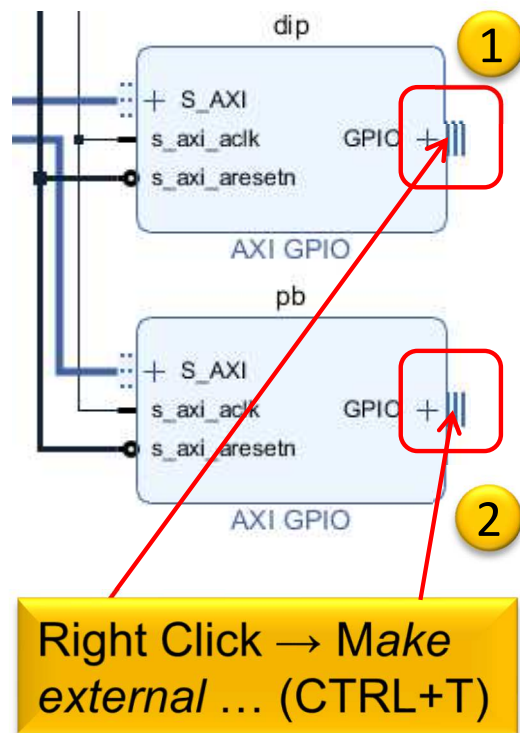 dip
1
+ S_AXI
s_axi_aclk
GPIO +
s_axi_aresetn
AXI GPIO
pb
+ S_AXI
s_axi_aclk
GPIO +
s_axi_aresetn
AXI GPIO
2
Right Click → Make
external … (CTRL+T)